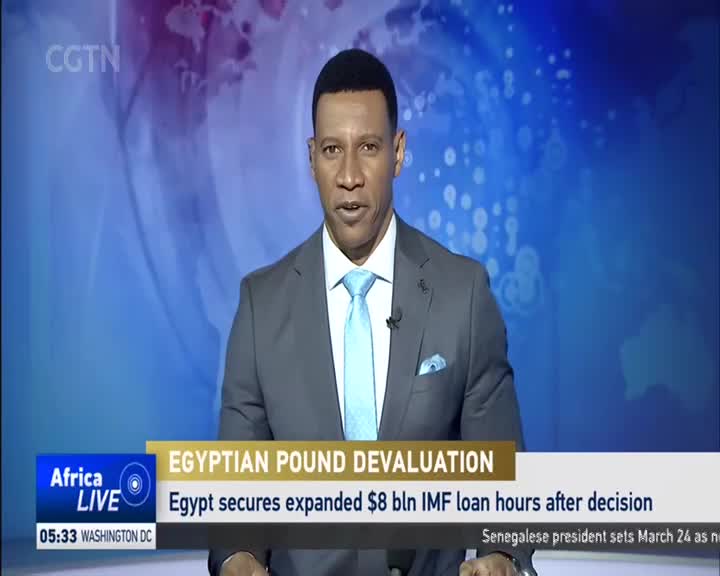 CGTN
EGYPTIAN POUND DEVALUATION
Africa
LIVE
Egypt secures expanded $8 bln IMF loan hours after decision
05:33 WASHINGTON DC
Senegalese president sets March 24 as